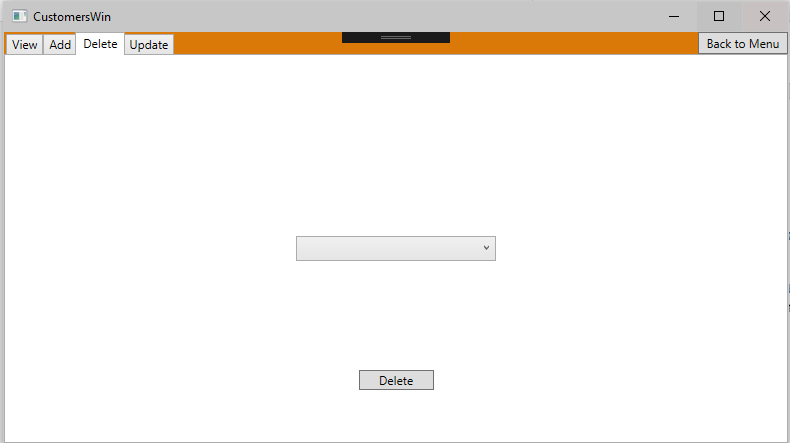 CustomersWin
View Add Delete Update Back to Menu
Delete